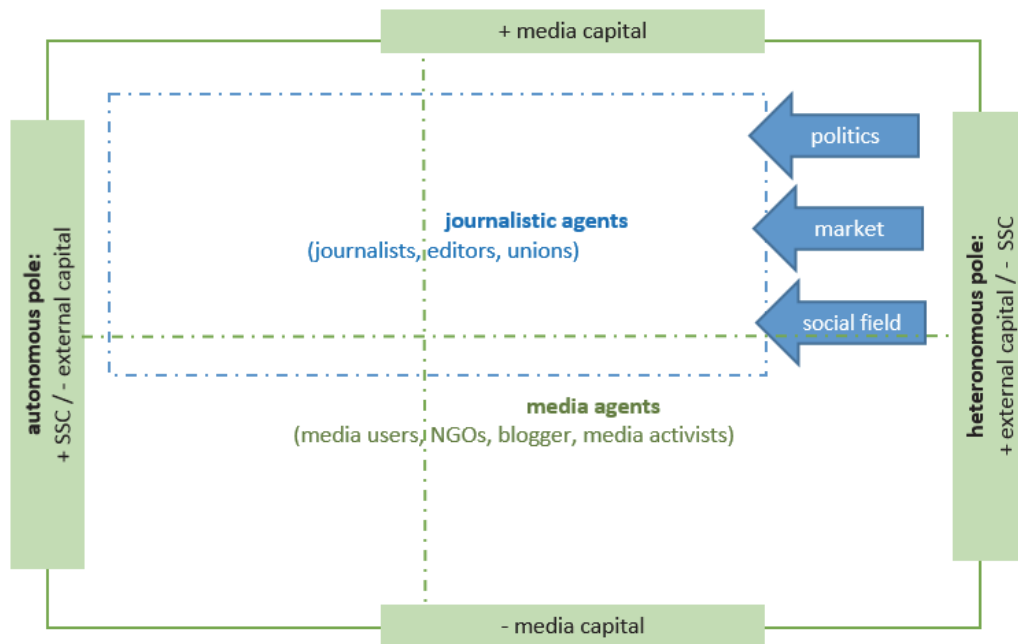 + media capital
politics
journalistic agents
(journalists, editors, unions)
market
social field
autonomous pole:
+ SSC / - external capital
heteronomous pole:
+ external capital / - SSC
media agents
(media users, NGOs, blogger, media activists)
- media capital